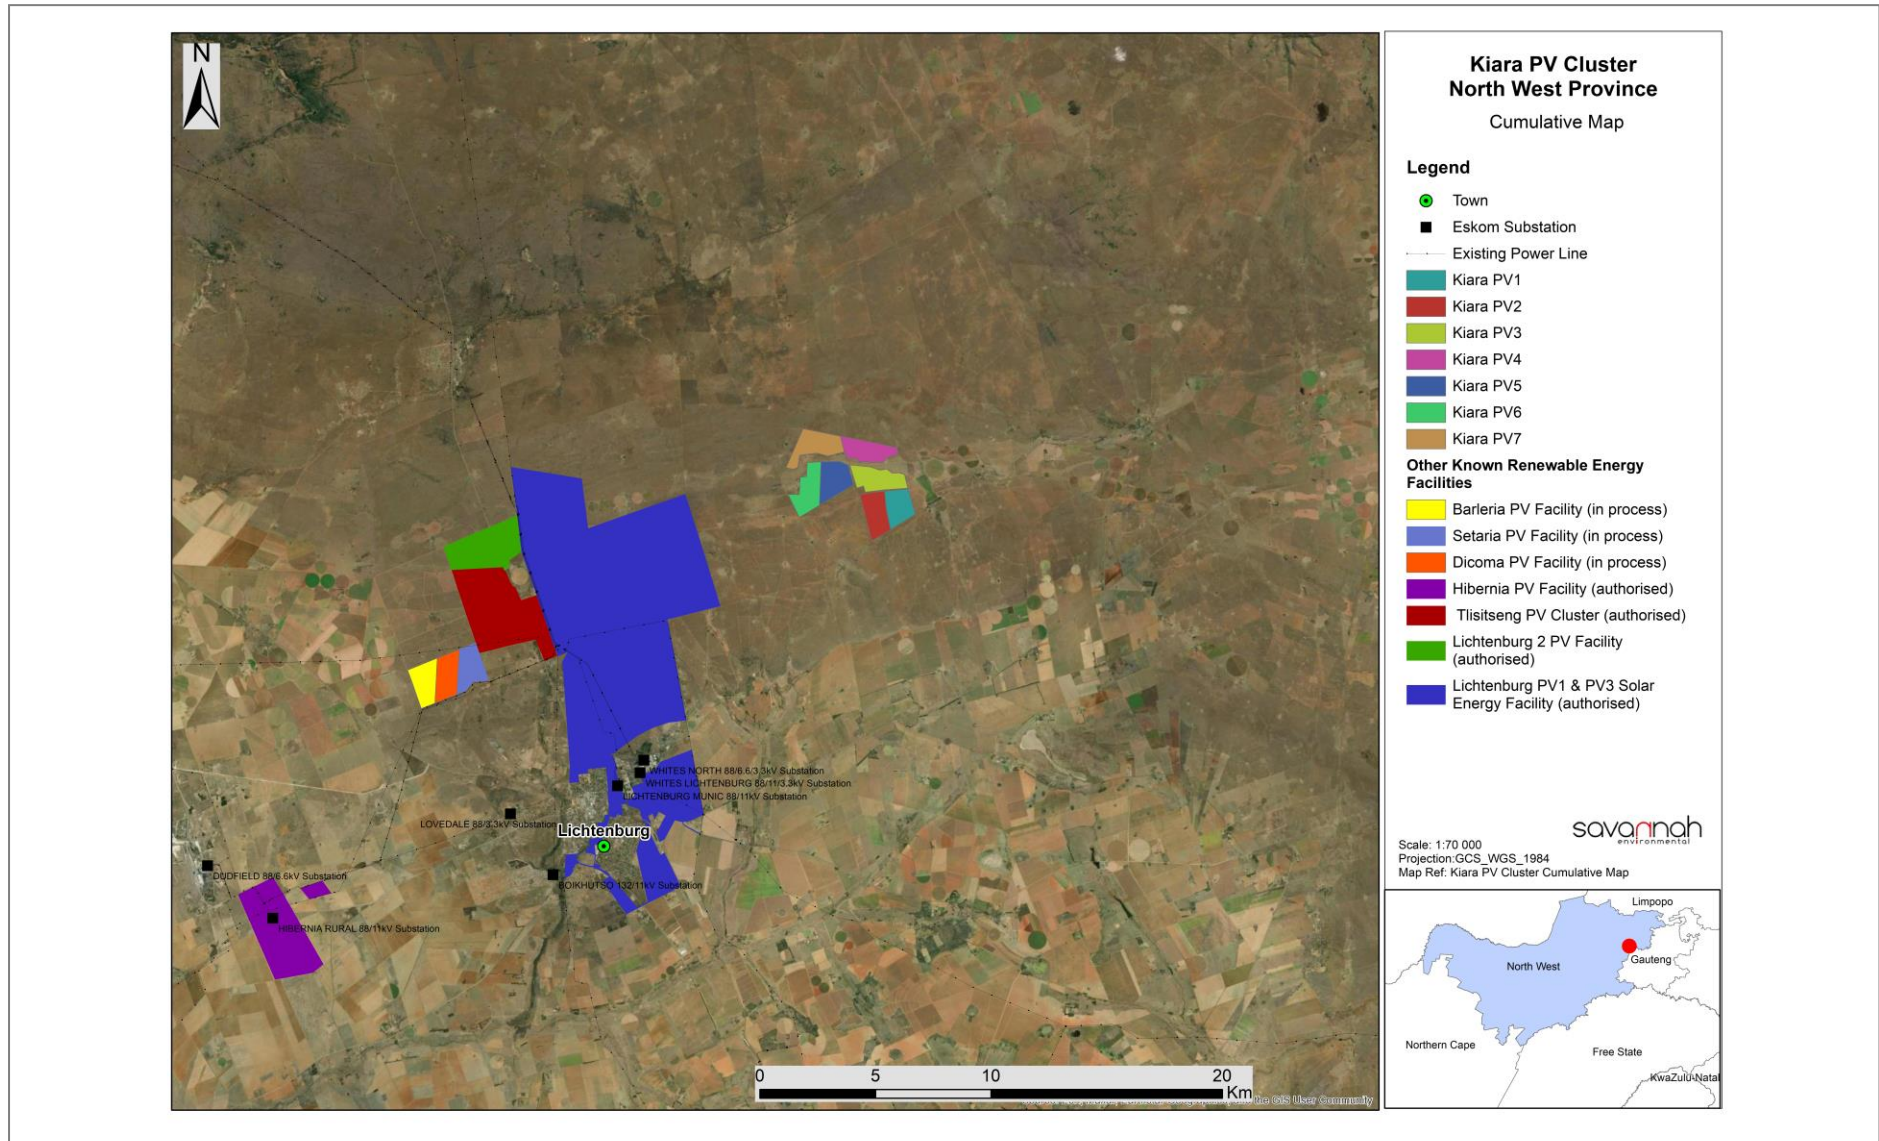 N
WHITES NORTH 88/6.6/3.3kV Substation
WHITES LICHTENBURG 88/11/3.3kV Substation
LICHTENBURG MUNIC 88/11kV Substation
LOVEDALE 88/3.3kV Substation
Lichtenburg
DUDFIELD 88/6.6kV Substation
BOIKHUTSO 132/11kV Substation
HIBERNIA RURAL 88/11kV Substation
0 5 10 20
Km
the GIS User Community
Kiara PV Cluster
North West Province
Cumulative Map
Legend
Town
Eskom Substation
Existing Power Line
Kiara PV1
Kiara PV2
Kiara PV3
Kiara PV4
Kiara PV5
Kiara PV6
Kiara PV7
Other Known Renewable Energy
Facilities
Barleria PV Facility (in process)
Setaria PV Facility (in process)
Dicoma PV Facility (in process)
Hibernia PV Facility (authorised)
Tlisitseng PV Cluster (authorised)
Lichtenburg 2 PV Facility
(authorised)
Lichtenburg PV1 & PV3 Solar
Energy Facility (authorised)
savannah
environmental
Scale: 1:70 000
Projection:GCS_WGS_1984
Map Ref: Kiara PV Cluster Cumulative Map
Limpopo
Gauteng
North West
Northern Cape
Free State
KwaZulu-Natal